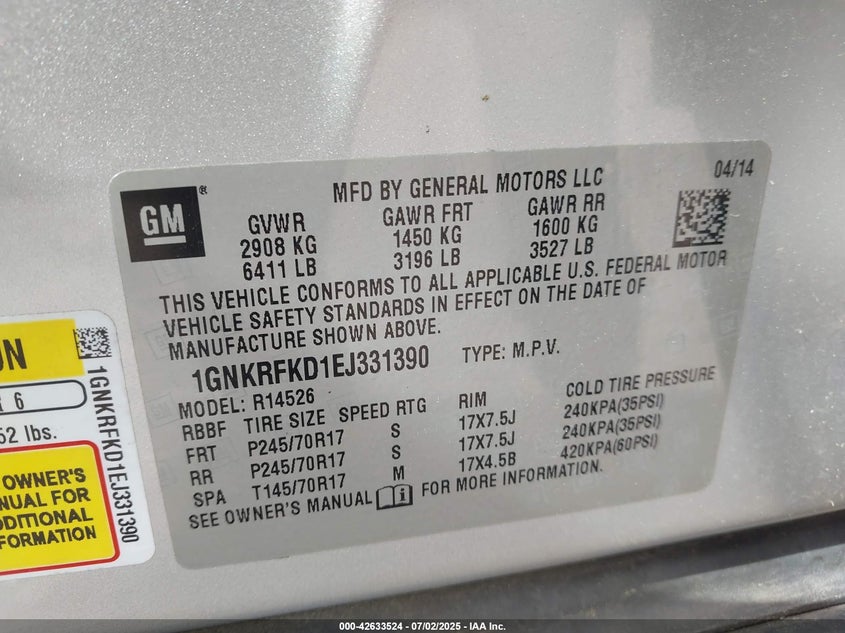 MFD BY GENERAL MOTORS LLC 04/14
GM®
GVWR GAWR FRT GAWR RR
2908 KG 1450 KG 1600 KG
6411 LB 3196 LB 3527 LB
THIS VEHICLE CONFORMS TO ALL APPLICABLE U.S. FEDERAL MOTOR
VEHICLE SAFETY STANDARDS IN EFFECT ON THE DATE OF
MANUFACTURE SHOWN ABOVE.
1GNKRFKD1EJ331390 TYPE: M.P.V.
MODEL: R14526
RBBF TIRE SIZE SPEED RTG RIM COLD TIRE PRESSURE
FRT P245/70R17 S 17X7.5J 240KPA(35PSI)
RR P245/70R17 S 17X7.5J 240KPA(35PSI)
SPA T145/70R17 M 17X4.5B 420KPA(60PSI)
SEE OWNER'S MANUAL FOR MORE INFORMATION.
6
52 lbs.
OWNER'S
FOR
INFORMATION
1GNKRFKD1EJ331390
000-42633524 / 07/02/2025 - IAA Inc.